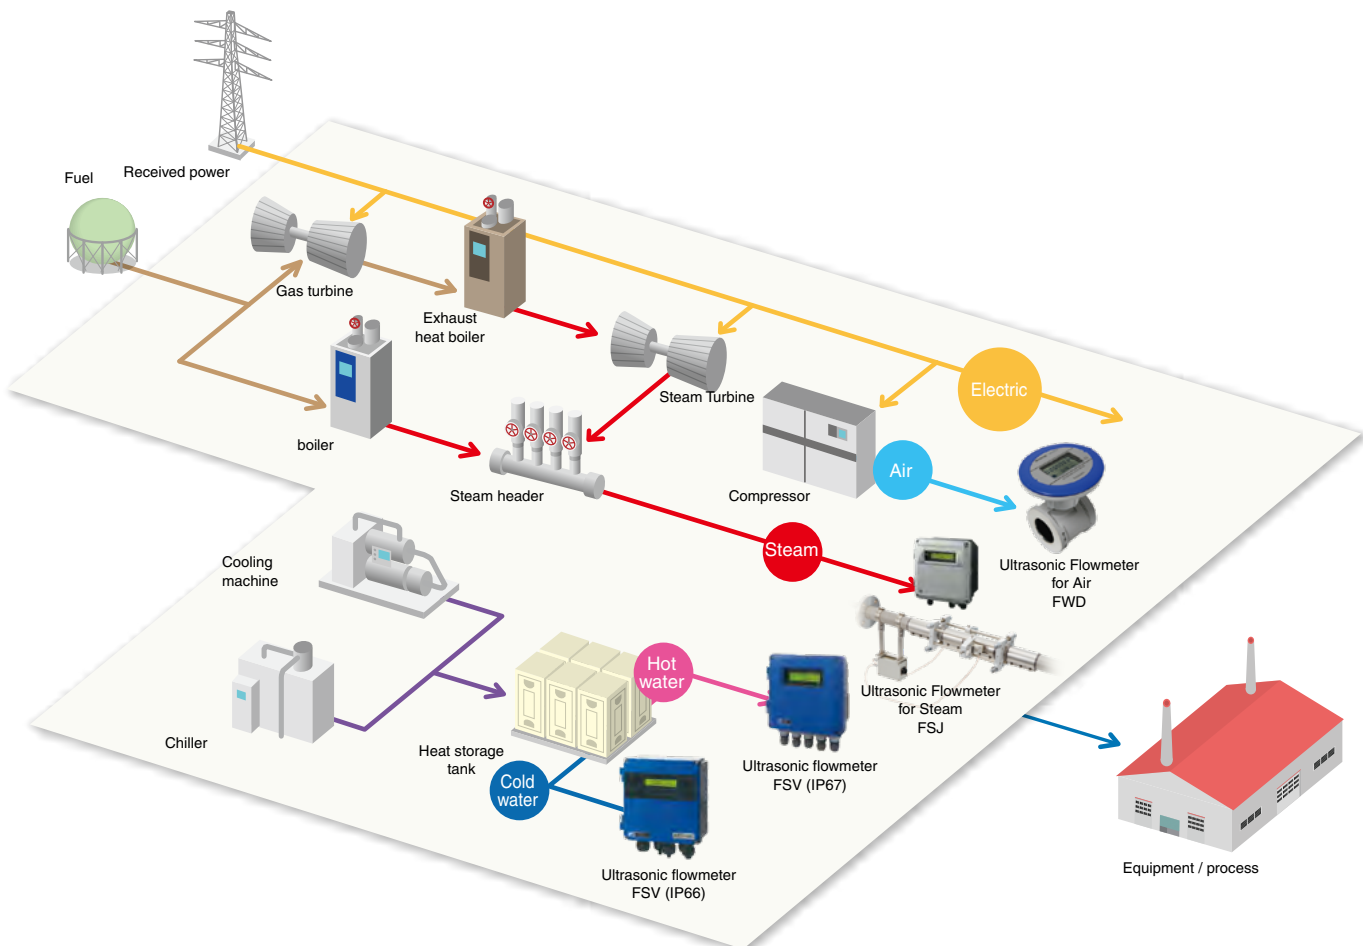 Received power
Fuel
Gas turbine
Exhaust
heat boiler
Steam Turbine
Electric
boiler
Steam header
Compressor
Air
Steam
Ultrasonic Flowmeter
for Air
FWD
Cooling
machine
Hot
water
Ultrasonic Flowmeter
for Steam
FSJ
Chiller
Heat storage
tank
Cold
water
Ultrasonic flowmeter
FSV (IP67)
Ultrasonic flowmeter
FSV (IP66)
Equipment / process